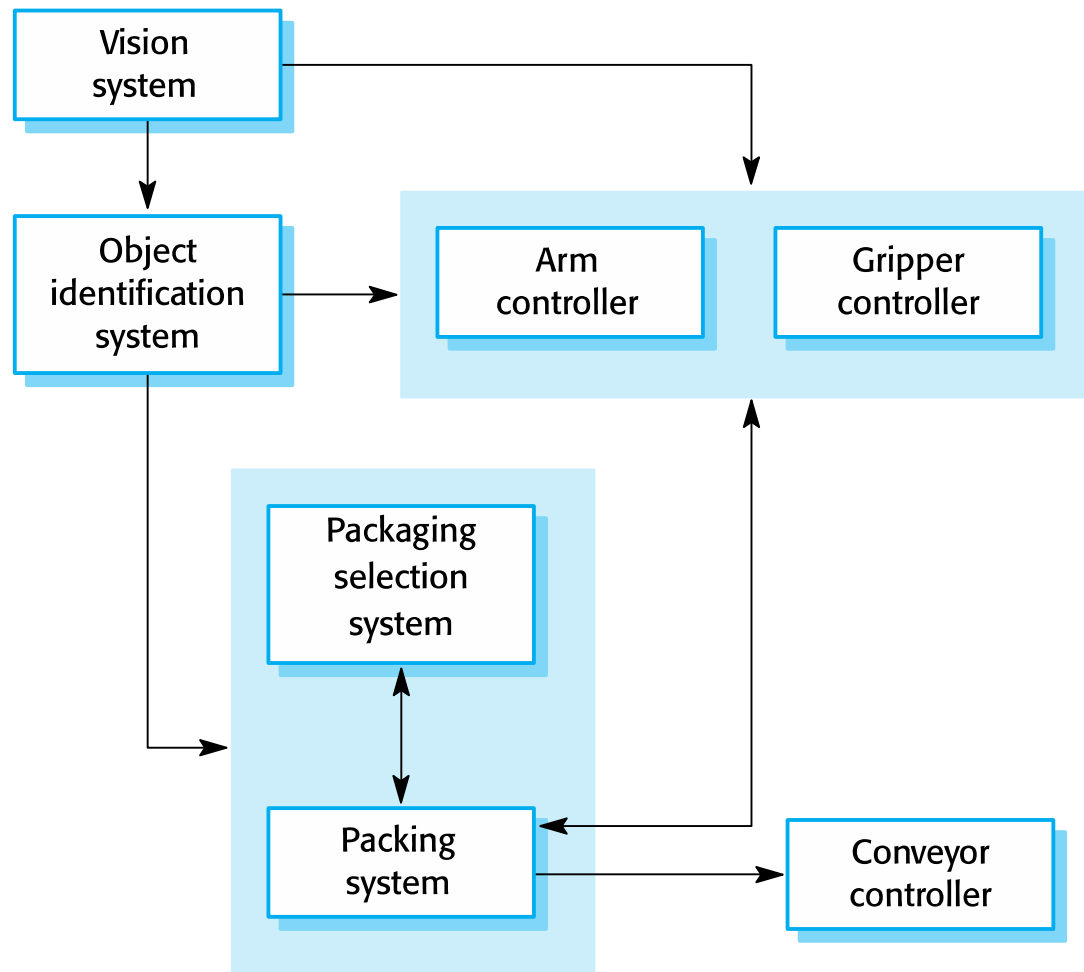 Vision
system
Object
identification
system
Arm
controller
Gripper
controller
Packaging
selection
system
Packing
system
Conveyor
controller